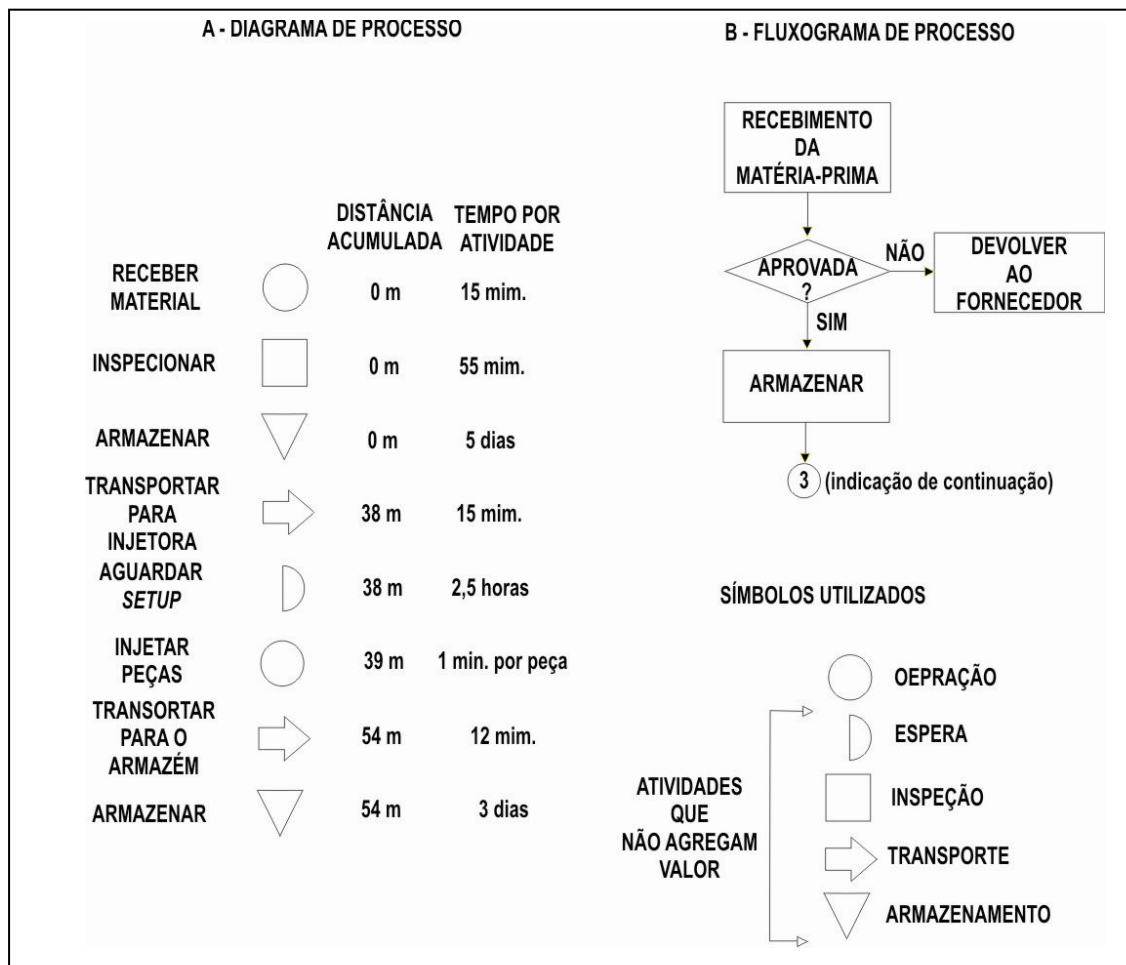 A - DIAGRAMA DE PROCESSO
DISTÂNCIA
ACUMULADA
TEMPO POR
ATIVIDADE
RECEBER
MATERIAL
0 m
15 mim.
INSPECIONAR
0 m
55 mim.
ARMAZENAR
0 m
5 dias
TRANSPORTAR
PARA
INJETORA
38 m
15 mim.
AGUARDAR
SETUP
38 m
2,5 horas
INJETAR
PEÇAS
39 m
1 min. por peça
TRANSORTAR
PARA O
ARMAZÉM
54 m
12 mim.
ARMAZENAR
54 m
3 dias
B - FLUXOGRAMA DE PROCESSO
RECEBIMENTO
DA
MATÉRIA-PRIMA
APROVADA
?
NÃO
DEVOLVER
AO
FORNECEDOR
SIM
ARMAZENAR
3 (indicação de continuação)
SÍMBOLOS UTILIZADOS
OEPRAÇÃO
ESPERA
INSPEÇÃO
TRANSPORTE
ARMAZENAMENTO
ATIVIDADES
QUE
NÃO AGREGAM
VALOR